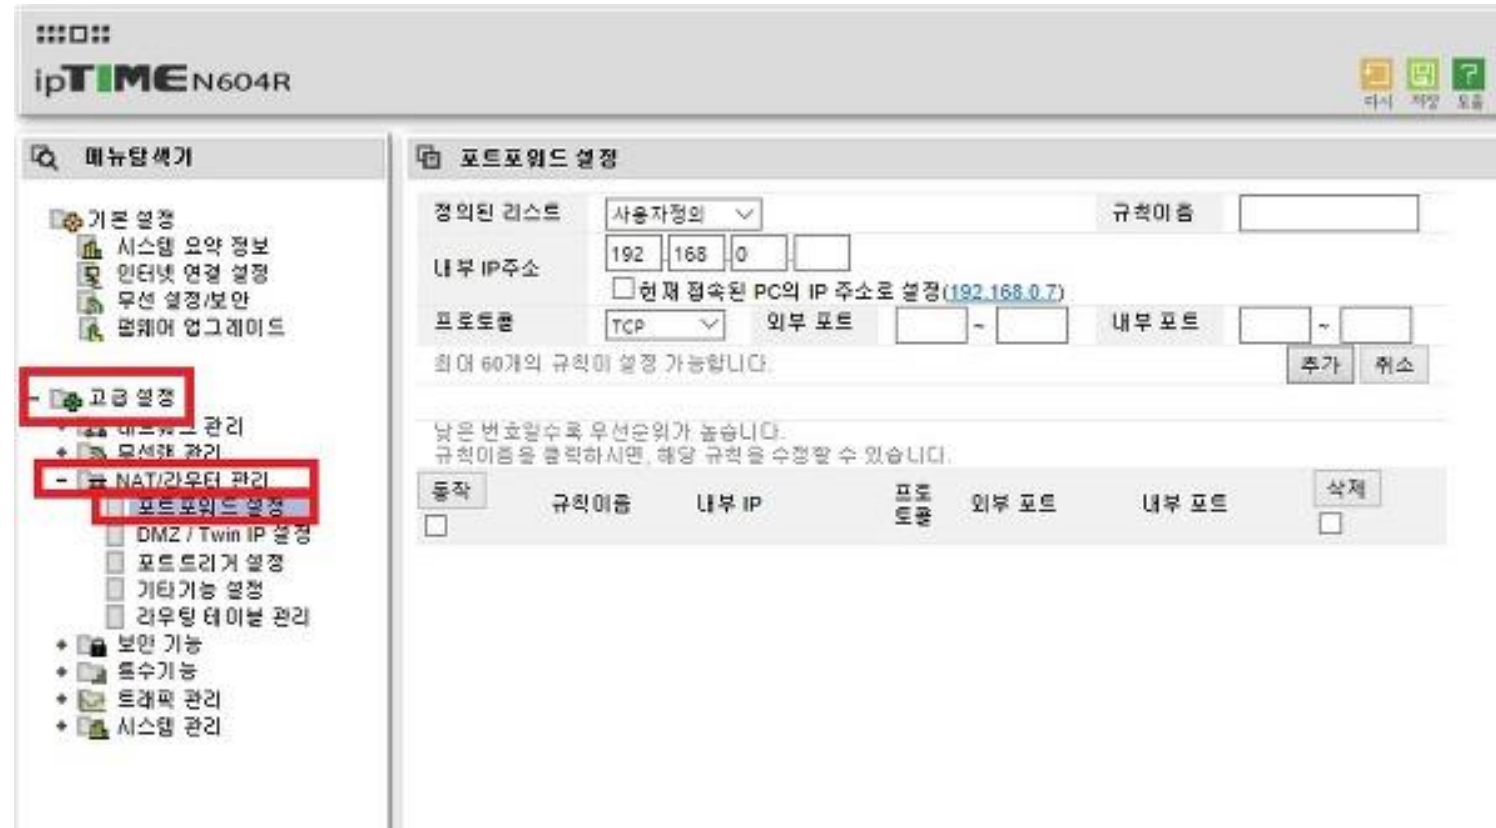 ipTIME N604R
다시 저장 도움
메뉴탐색기
기본 설정
시스템 요약 정보
인터넷 연결 설정
무선 설정/보안
펌웨어 업그레이드
고급 설정
네트워크 관리
무선랜 관리
NAT/라우터 관리
포트포워드 설정
DMZ / Twin IP 설정
포트트리거 설정
기타기능 설정
라우팅 테이블 관리
보안 기능
특수기능
트래픽 관리
시스템 관리
포트포워드 설정
정의된 리스트 사용자정의 규칙이름
내부 IP주소 192 . 168 . 0 .
현재 접속된 PC의 IP 주소로 설정(192.168.0.7)
프로토콜 TCP 외부 포트 ~ 내부 포트 ~
최대 60개의 규칙이 설정 가능합니다. 추가 취소
낮은 번호일수록 우선순위가 높습니다.
규칙이름을 클릭하시면, 해당 규칙을 수정할 수 있습니다.
동작 규칙이름 내부 IP 프로토콜 외부 포트 내부 포트 삭제